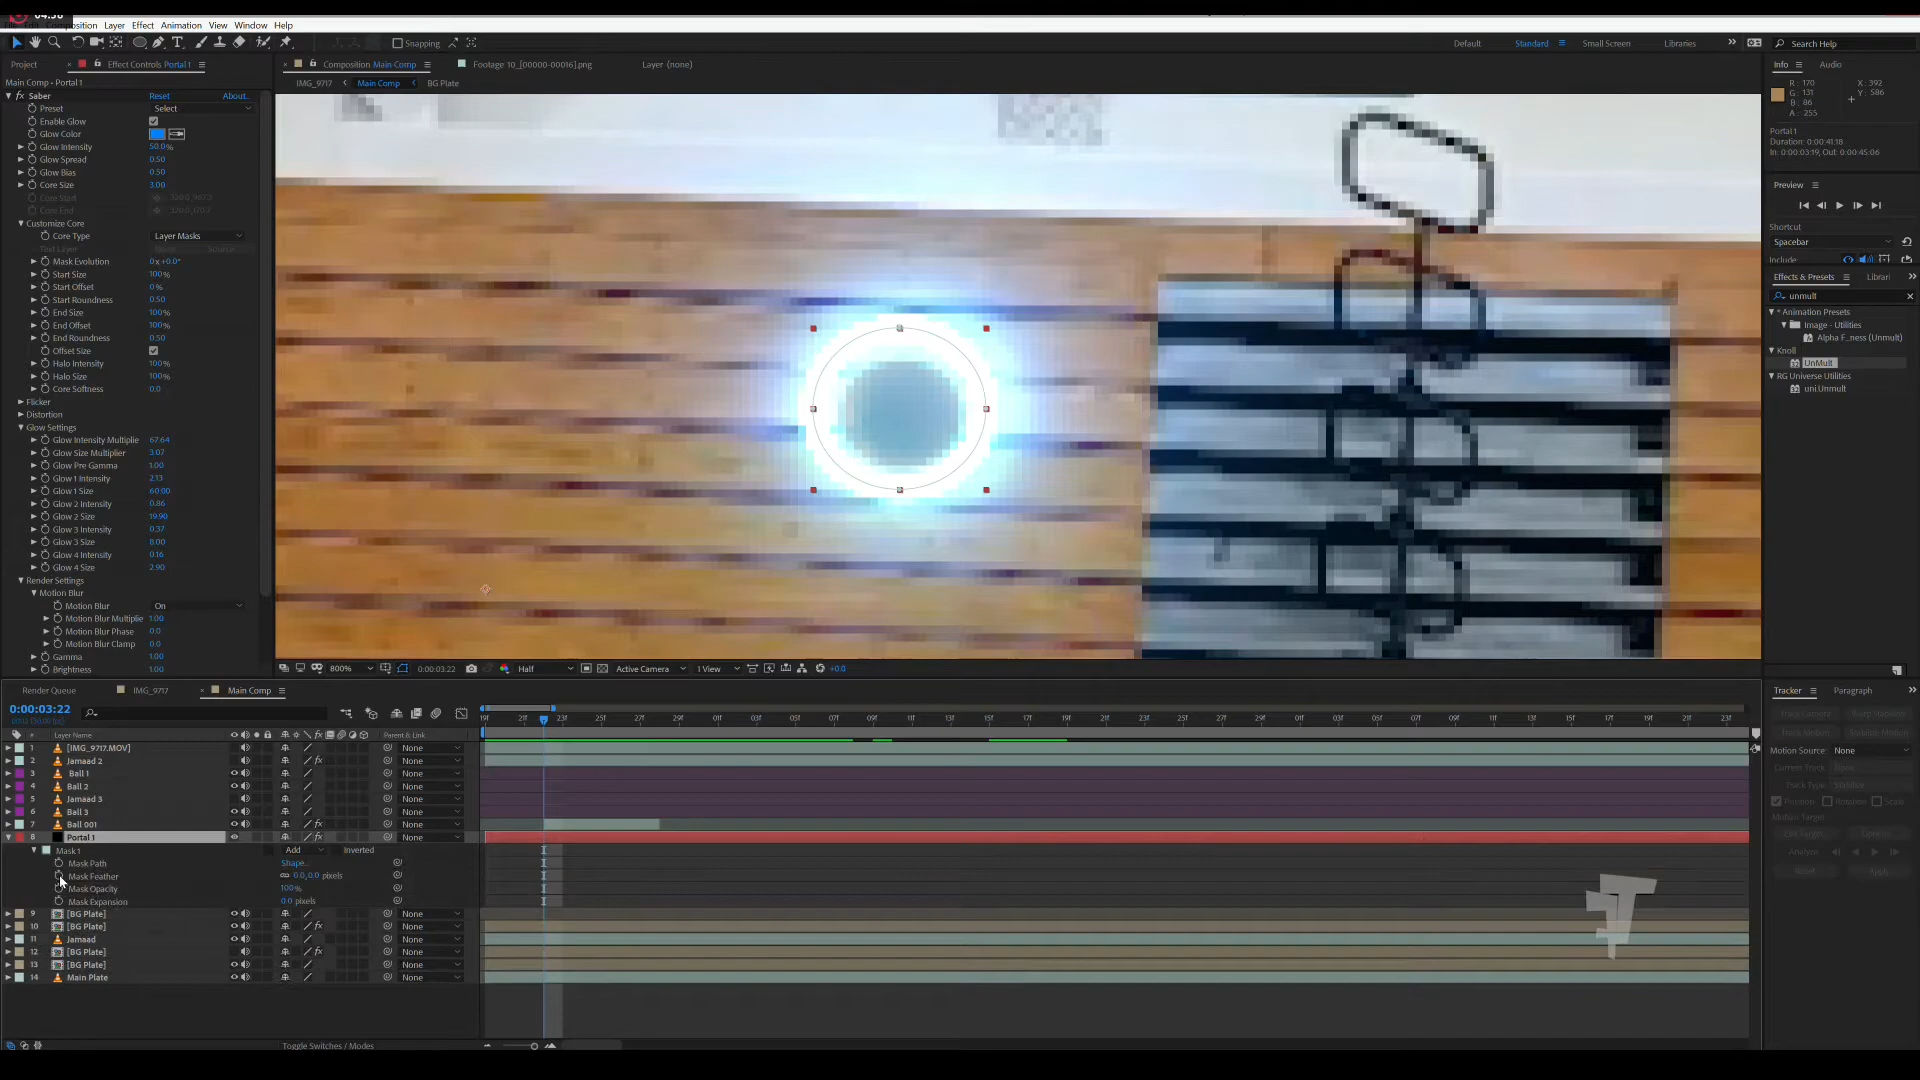 04:58
File Edit Composition Layer Effect Animation View Window Help
Snapping
Default Standard Small Screen Libraries Search Help
Project Effect Controls Portal 1
Main Comp • Portal 1
Composition Main Comp Footage 10_[00000-00016].png Layer (none)
IMG_9717 Main Comp BG Plate
fx Saber Reset About..
Preset Select
Enable Glow
Glow Color
Glow Intensity 50.0%
Glow Spread 0.50
Glow Bias 0.50
Core Size 3.00
Core Start
Core End
Customize Core
Core Type Layer Masks
Text Layer None Source
Mask Evolution 0x+0.0°
Start Size 100%
Start Offset 0%
Start Roundness 0.50
End Size 100%
End Offset 100%
End Roundness 0.50
Offset Size
Halo Intensity 100%
Halo Size 100%
Core Softness 0.0
Flicker
Distortion
Glow Settings
Glow Intensity Multiplie 67.64
Glow Size Multiplier 3.07
Glow Pre Gamma 1.00
Glow 1 Intensity 2.13
Glow 1 Size 60.00
Glow 2 Intensity 0.86
Glow 2 Size 19.90
Glow 3 Intensity 0.37
Glow 3 Size 8.00
Glow 4 Intensity 0.16
Glow 4 Size 2.90
Render Settings
Motion Blur
Motion Blur On
Motion Blur Multiplie 1.00
Motion Blur Phase 0.0
Motion Blur Clamp 0.0
Gamma 1.00
Brightness 1.00
800% 0:00:03:22 Half Active Camera 1 View +0.0
Info Audio
R : 170 X : 392
G : 131 Y : 586
B : 86
A : 255
Portal 1
Duration: 0:00:41:18
In: 0:00:03:19, Out: 0:00:45:06
Preview
Shortcut
Spacebar
Include:
Effects & Presets Librari
unmult
* Animation Presets
Image - Utilities
Alpha F_ness (Unmult)
Knoll
UnMult
RG Universe Utilities
uni.Unmult
Render Queue IMG_9717 Main Comp
0:00:03:22
# Layer Name Parent & Link
19f 21f 23f 25f 27f 29f 01f 03f 05f 07f 09f 11f 13f 15f 17f 19f 21f 23f 25f 27f 29f 01f 03f 05f 07f 09f 11f 13f 15f 17f 19f 21f 23f
1 [IMG_9717.MOV] None
2 Jamaad 2 fx None
3 Ball 1 None
4 Ball 2 None
5 Jamaad 3 None
6 Ball 3 None
7 Ball 001 fx None
8 Portal 1 fx None
Mask 1 Add Inverted
Mask Path Shape..
Mask Feather 0.0,0.0 pixels
Mask Opacity 100%
Mask Expansion 0.0 pixels
9 [BG Plate] None
10 [BG Plate] fx None
11 Jamaad None
12 [BG Plate] fx None
13 [BG Plate] None
14 Main Plate None
Toggle Switches / Modes
Tracker Paragraph
Track Camera Warp Stabilizer
Track Motion Stabilize Motion
Motion Source: None
Current Track: None
Track Type: Stabilize
Position Rotation Scale
Motion Target:
Edit Target.. Options..
Analyze:
Reset Apply